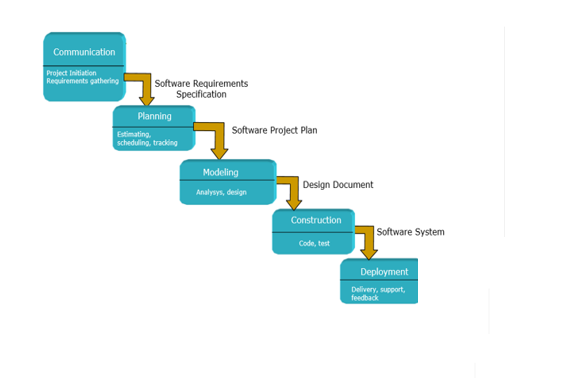 Communication
Project Initiation
Requirements gathering
Software Requirements
Specification
Planning
Estimating,
scheduling, tracking
Software Project Plan
Modeling
Analysys, design
Design Document
Construction
Code, test
Software System
Deployment
Delivery, support,
feedback